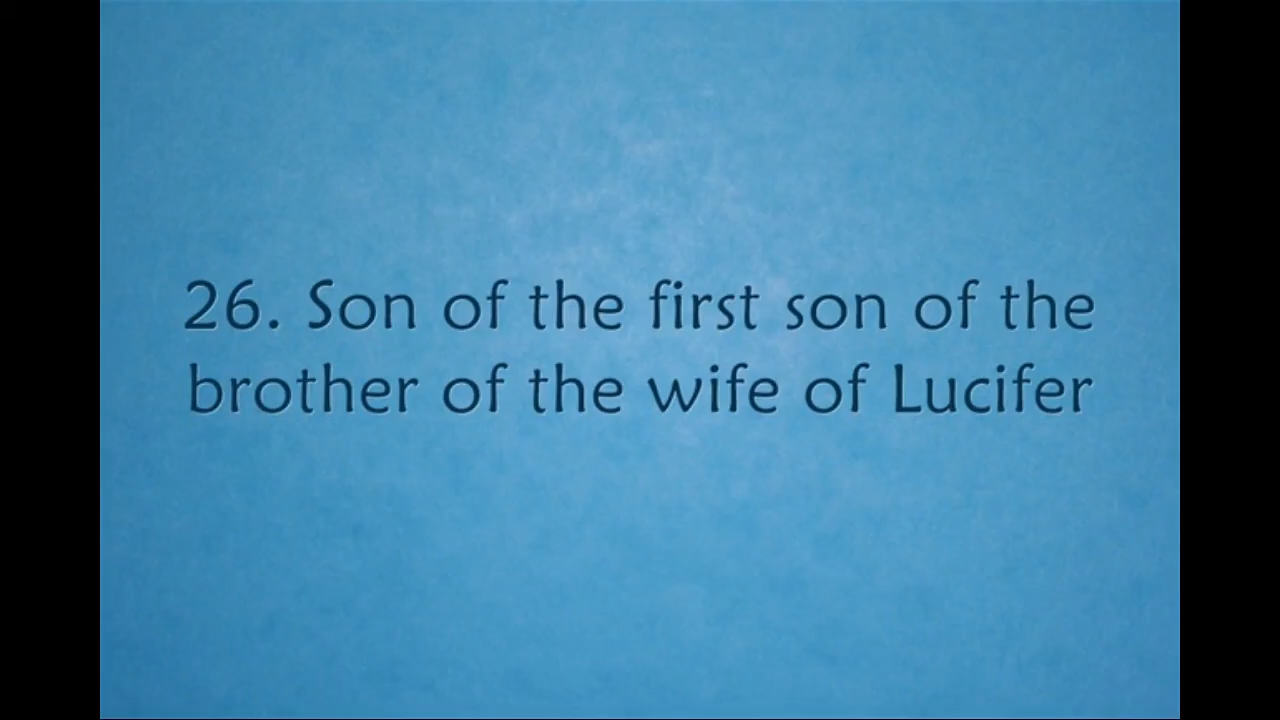 26. Son of the first son of the
brother of the wife of Lucifer